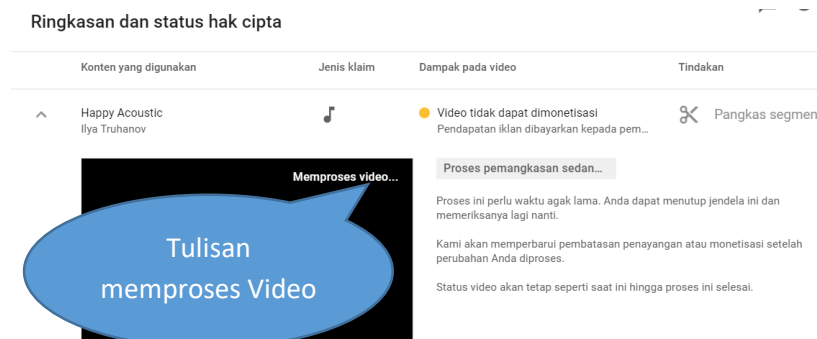 Ringkasan dan status hak cipta
Konten yang digunakan Jenis klaim Dampak pada video Tindakan
Happy Acoustic Video tidak dapat dimonetisasi Pangkas segmen
Ilya Truhanov Pendapatan iklan dibayarkan kepada pem...
Memproses video... Proses pemangkasan sedan...
Proses ini perlu waktu agak lama. Anda dapat menutup jendela ini dan
memeriksanya lagi nanti.
Kami akan memperbarui pembatasan penayangan atau monetisasi setelah
perubahan Anda diproses.
Status video akan tetap seperti saat ini hingga proses ini selesai.
Tulisan
memproses Video